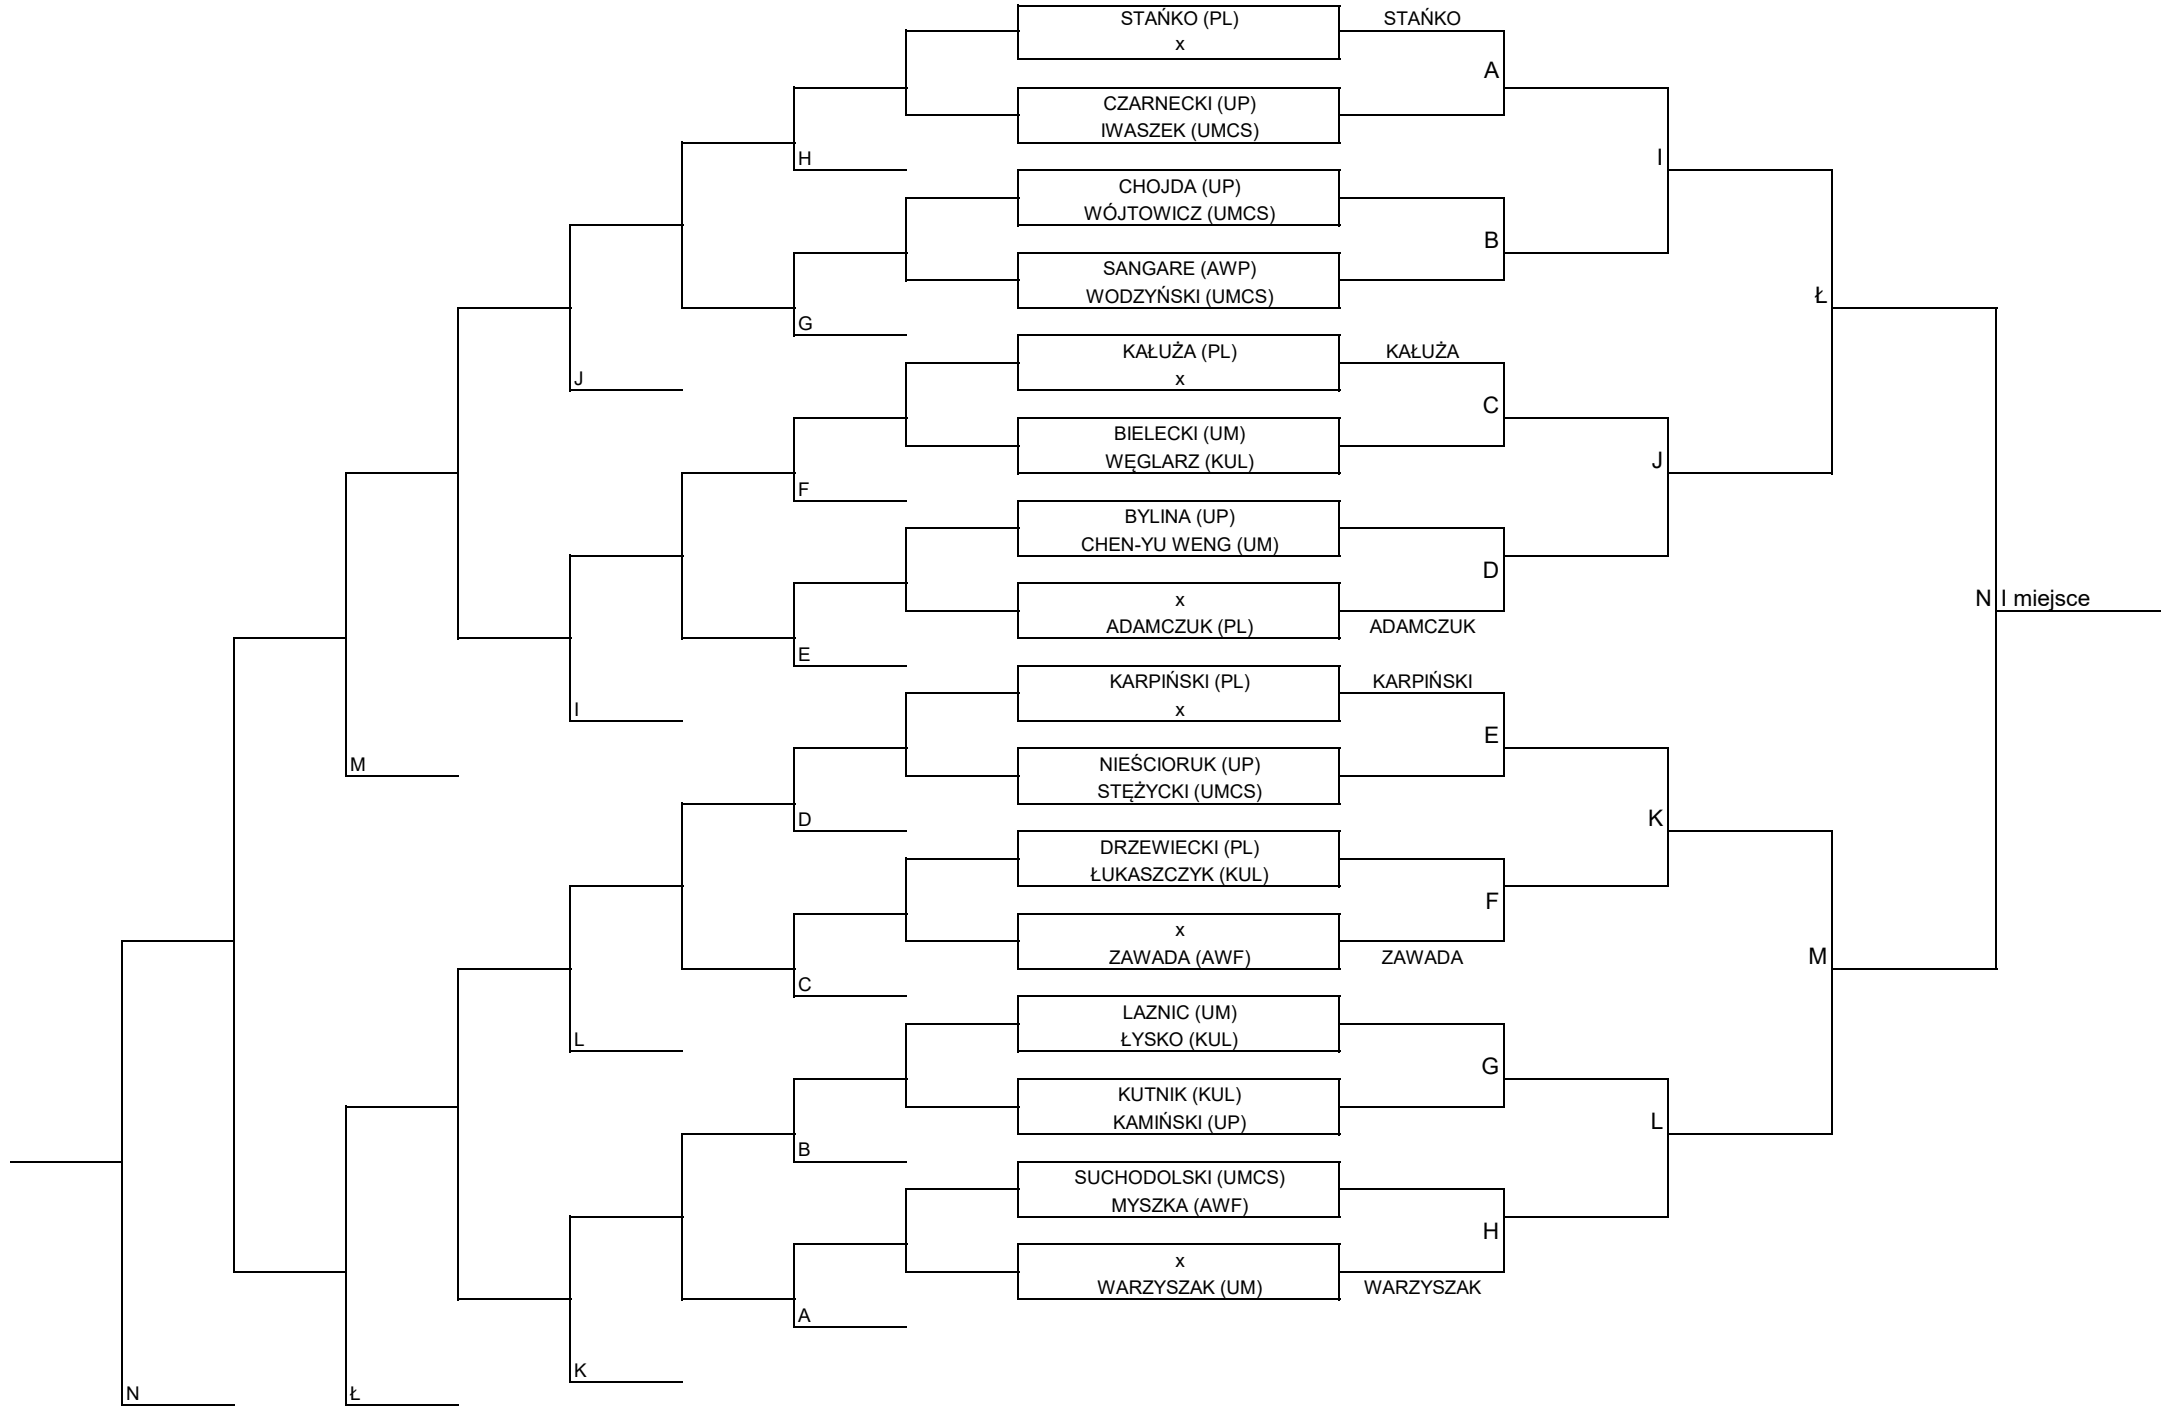 STAŃKO (PL) STAŃKO
x
A
CZARNECKI (UP)
IWASZEK (UMCS)
H
I
CHOJDA (UP)
WÓJTOWICZ (UMCS)
B
SANGARE (AWP)
WODZYŃSKI (UMCS)
Ł
G
KAŁUŻA (PL) KAŁUŻA
J
x
C
BIELECKI (UM)
WĘGLARZ (KUL)
J
F
BYLINA (UP)
CHEN-YU WENG (UM)
D
x
N I miejsce
ADAMCZUK (PL) ADAMCZUK
E
KARPIŃSKI (PL) KARPIŃSKI
I
x
E
M
NIEŚCIORUK (UP)
STĘŻYCKI (UMCS)
D
K
DRZEWIECKI (PL)
ŁUKASZCZYK (KUL)
F
x
ZAWADA (AWF) ZAWADA
M
C
LAZNIC (UM)
L
ŁYSKO (KUL)
G
KUTNIK (KUL)
KAMIŃSKI (UP)
L
B
SUCHODOLSKI (UMCS)
MYSZKA (AWF)
H
x
WARZYSZAK (UM) WARZYSZAK
A
K
N
Ł